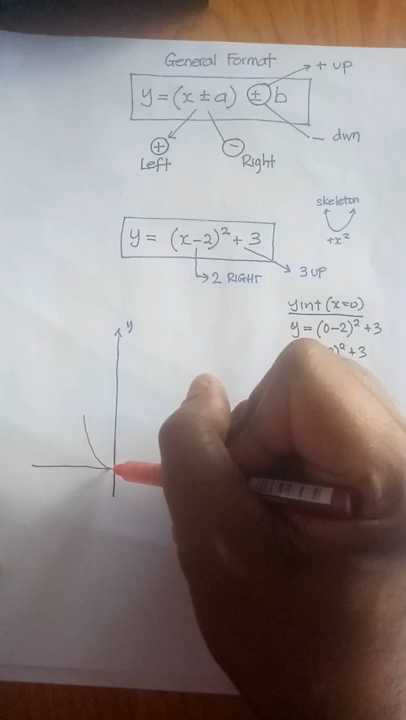 General Format
y = (x ± a) ± b
+ up
- dwn
+
Left
-
Right
skeleton
+x²
y = (x-2)² + 3
2 RIGHT
3 UP
y int (x=0)
y = (0-2)² + 3
)² + 3
y